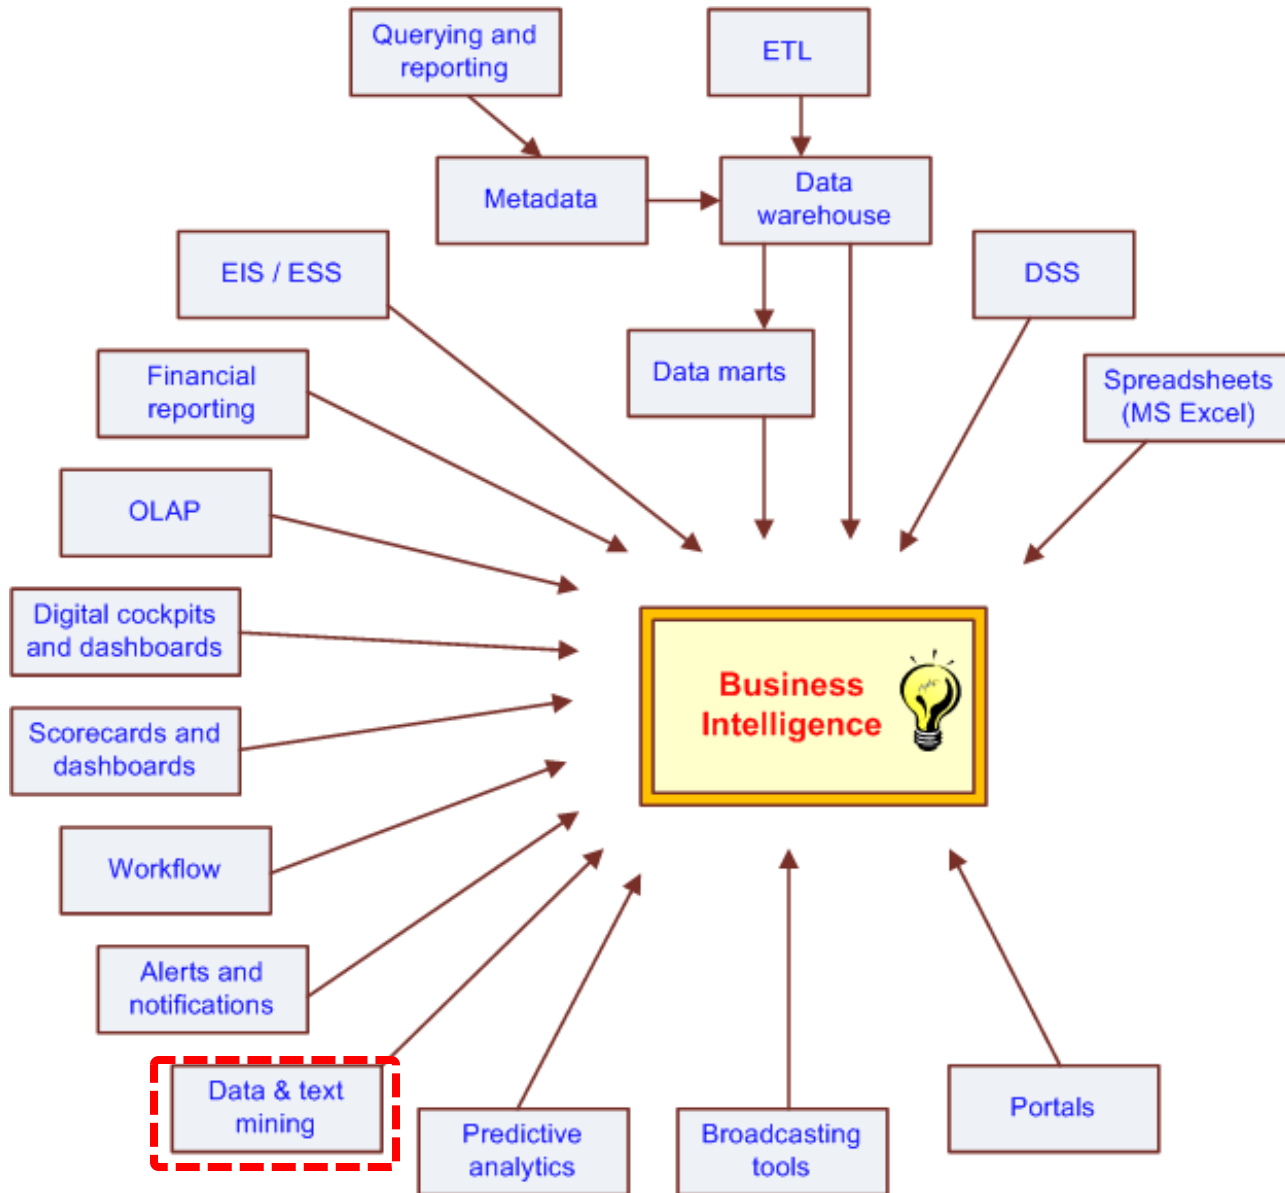 Querying and
reporting
ETL
Metadata
Data
warehouse
EIS / ESS
DSS
Data marts
Financial
reporting
Spreadsheets
(MS Excel)
OLAP
Digital cockpits
and dashboards
Business
Intelligence
Scorecards and
dashboards
Workflow
Alerts and
notifications
Data & text
mining
Predictive
analytics
Broadcasting
tools
Portals